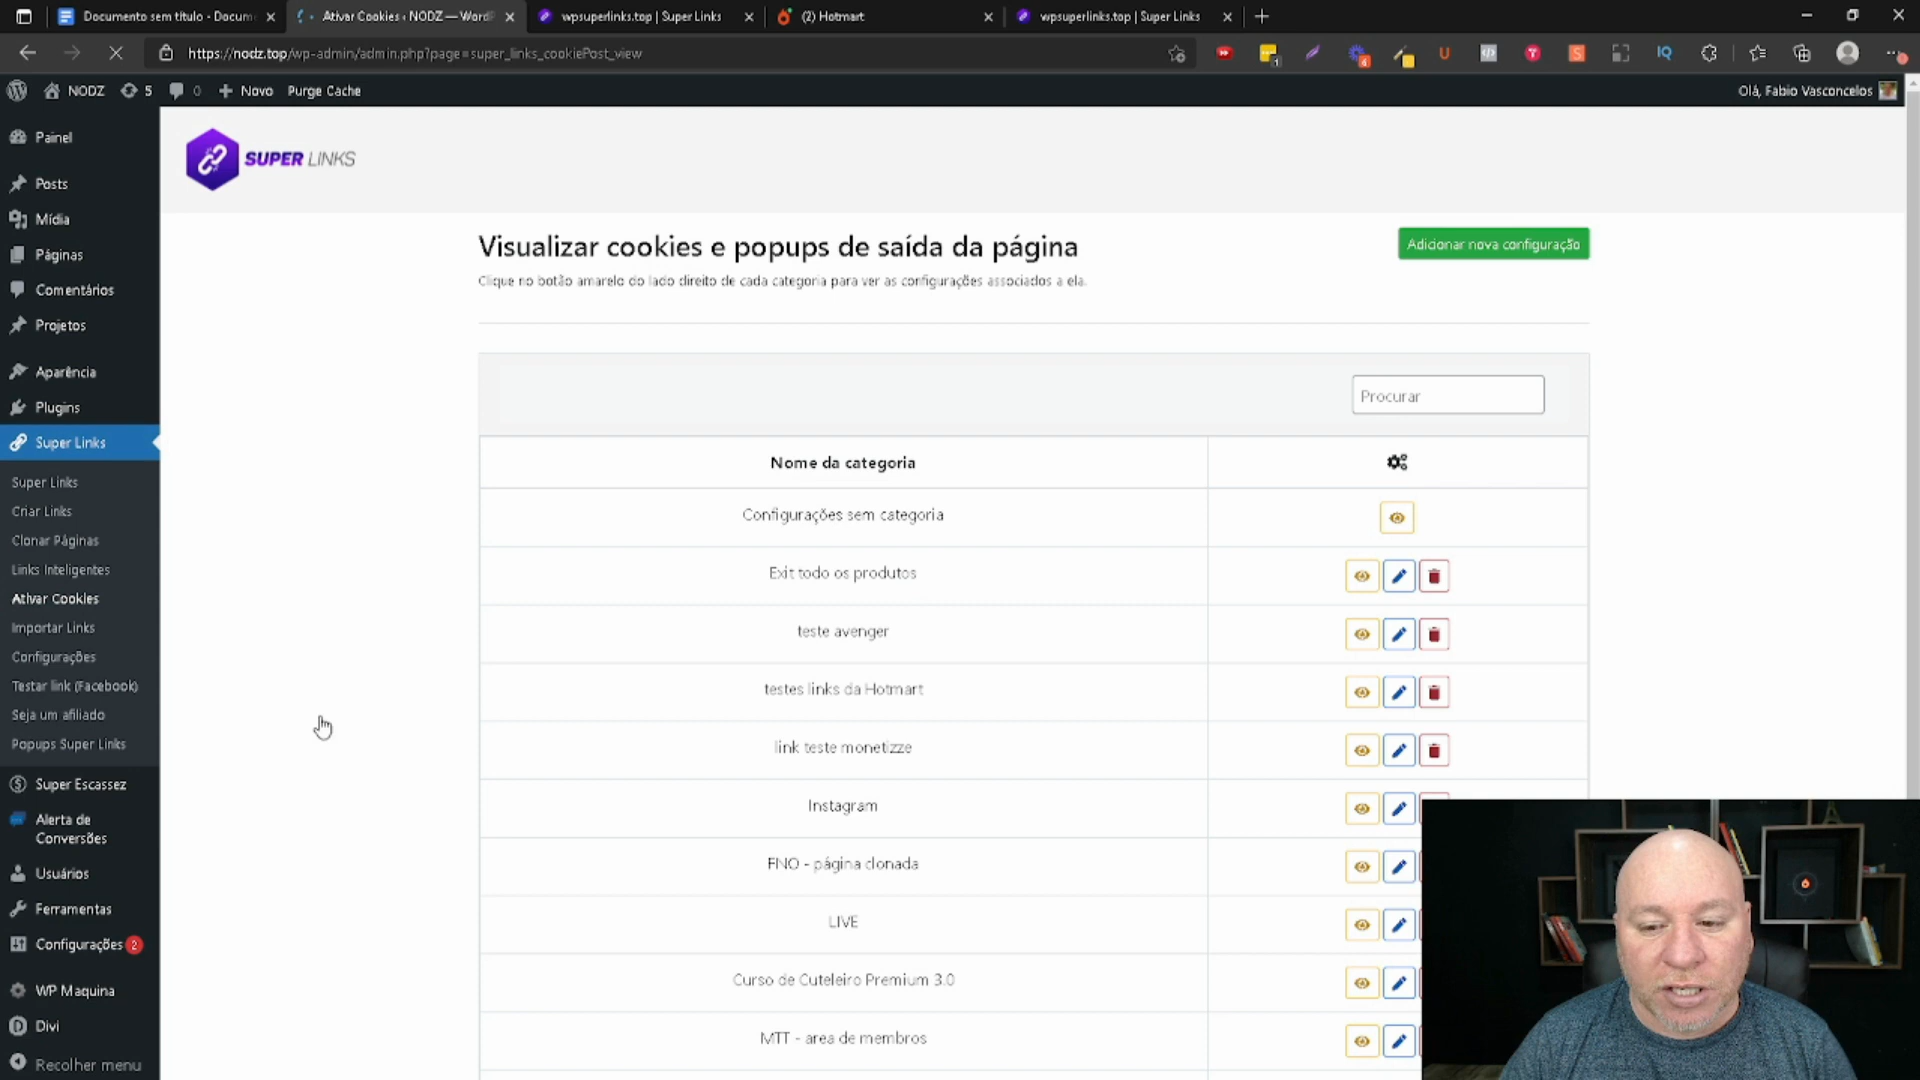 Documento sem título - Docum
Ativar Cookies ‹ NODZ — WordP
wpsuperlinks.top | Super Links
(2) Hotmart
wpsuperlinks.top | Super Links
https://nodz.top/wp-admin/admin.php?page=super_links_cookiePost_view
NODZ
5
0
Novo
Purge Cache
Olá, Fabio Vasconcelos
Painel
Posts
Mídia
Páginas
Comentários
Projetos
Aparência
Plugins
Super Links
Super Links
Criar Links
Clonar Páginas
Links Inteligentes
Ativar Cookies
Importar Links
Configurações
Testar link (Facebook)
Seja um afiliado
Popups Super Links
Super Escassez
Alerta de
Conversões
Usuários
Ferramentas
Configurações 2
WP Maquina
Divi
Recolher menu
SUPER LINKS
Visualizar cookies e popups de saída da página
Adicionar nova configuração
Clique no botão amarelo do lado direito de cada categoria para ver as configurações associados a ela.
Procurar
Nome da categoria
Configurações sem categoria
Exit todo os produtos
teste avenger
testes links da Hotmart
link teste monetizze
Instagram
FNO - página clonada
LIVE
Curso de Cuteleiro Premium 3.0
MTT - area de membros